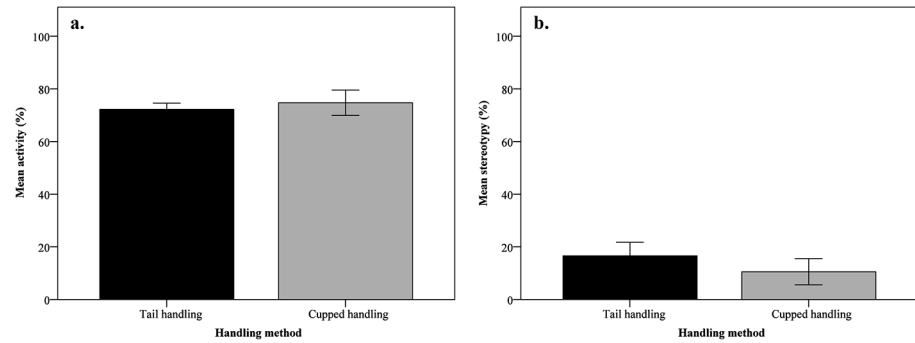 a.
Mean activity (%)
100
80
60
40
20
0
Tail handling Cupped handling
Handling method
b.
Mean stereotypy (%)
100
80
60
40
20
0
Tail handling Cupped handling
Handling method